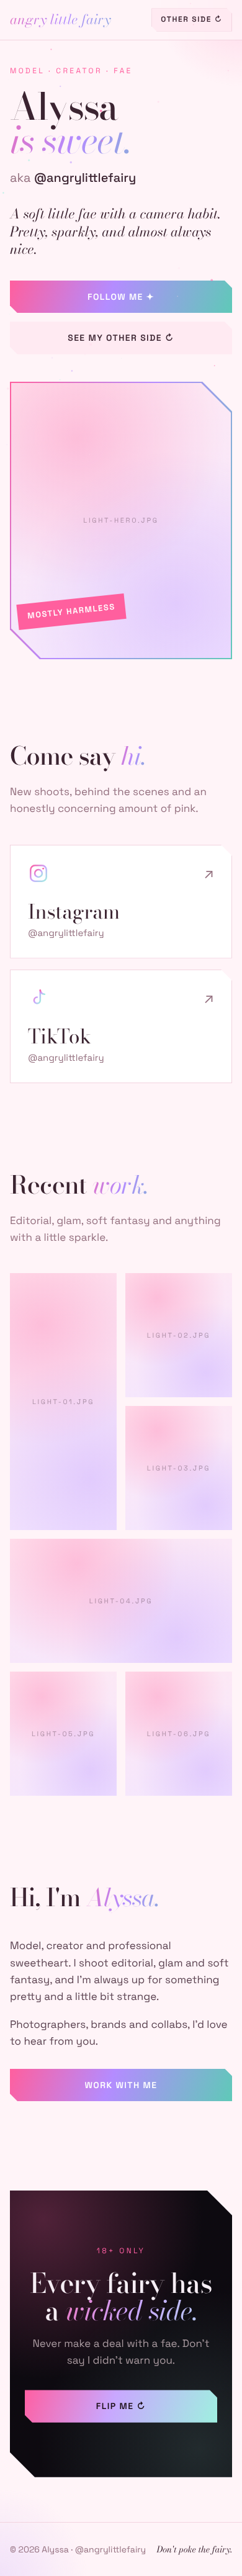 angry little fairy
OTHER SIDE ↻
MODEL · CREATOR · FAE
Alyssa
is sweet.
aka @angrylittlefairy
A soft little fae with a camera habit.
Pretty, sparkly, and almost always
nice.
FOLLOW ME ✦
SEE MY OTHER SIDE ↻
LIGHT-HERO.JPG
MOSTLY HARMLESS
Come say hi.
New shoots, behind the scenes and an
honestly concerning amount of pink.
Instagram
@angrylittlefairy
TikTok
@angrylittlefairy
Recent work.
Editorial, glam, soft fantasy and anything
with a little sparkle.
LIGHT-01.JPG
LIGHT-02.JPG
LIGHT-03.JPG
LIGHT-04.JPG
LIGHT-05.JPG
LIGHT-06.JPG
Hi, I'm Alyssa.
Model, creator and professional
sweetheart. I shoot editorial, glam and soft
fantasy, and I'm always up for something
pretty and a little bit strange.
Photographers, brands and collabs, I'd love
to hear from you.
WORK WITH ME
18+ ONLY
Every fairy has
a wicked side.
Never make a deal with a fae. Don't
say I didn't warn you.
FLIP ME ↻
© 2026 Alyssa · @angrylittlefairy
Don't poke the fairy.